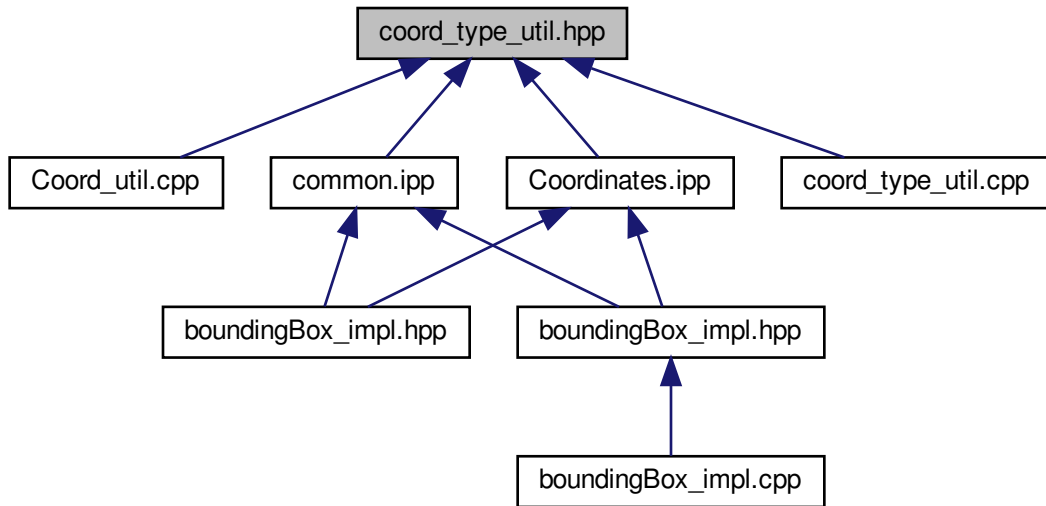 coord_type_util.hpp
Coord_util.cpp
common.ipp
Coordinates.ipp
coord_type_util.cpp
boundingBox_impl.hpp
boundingBox_impl.hpp
boundingBox_impl.cpp